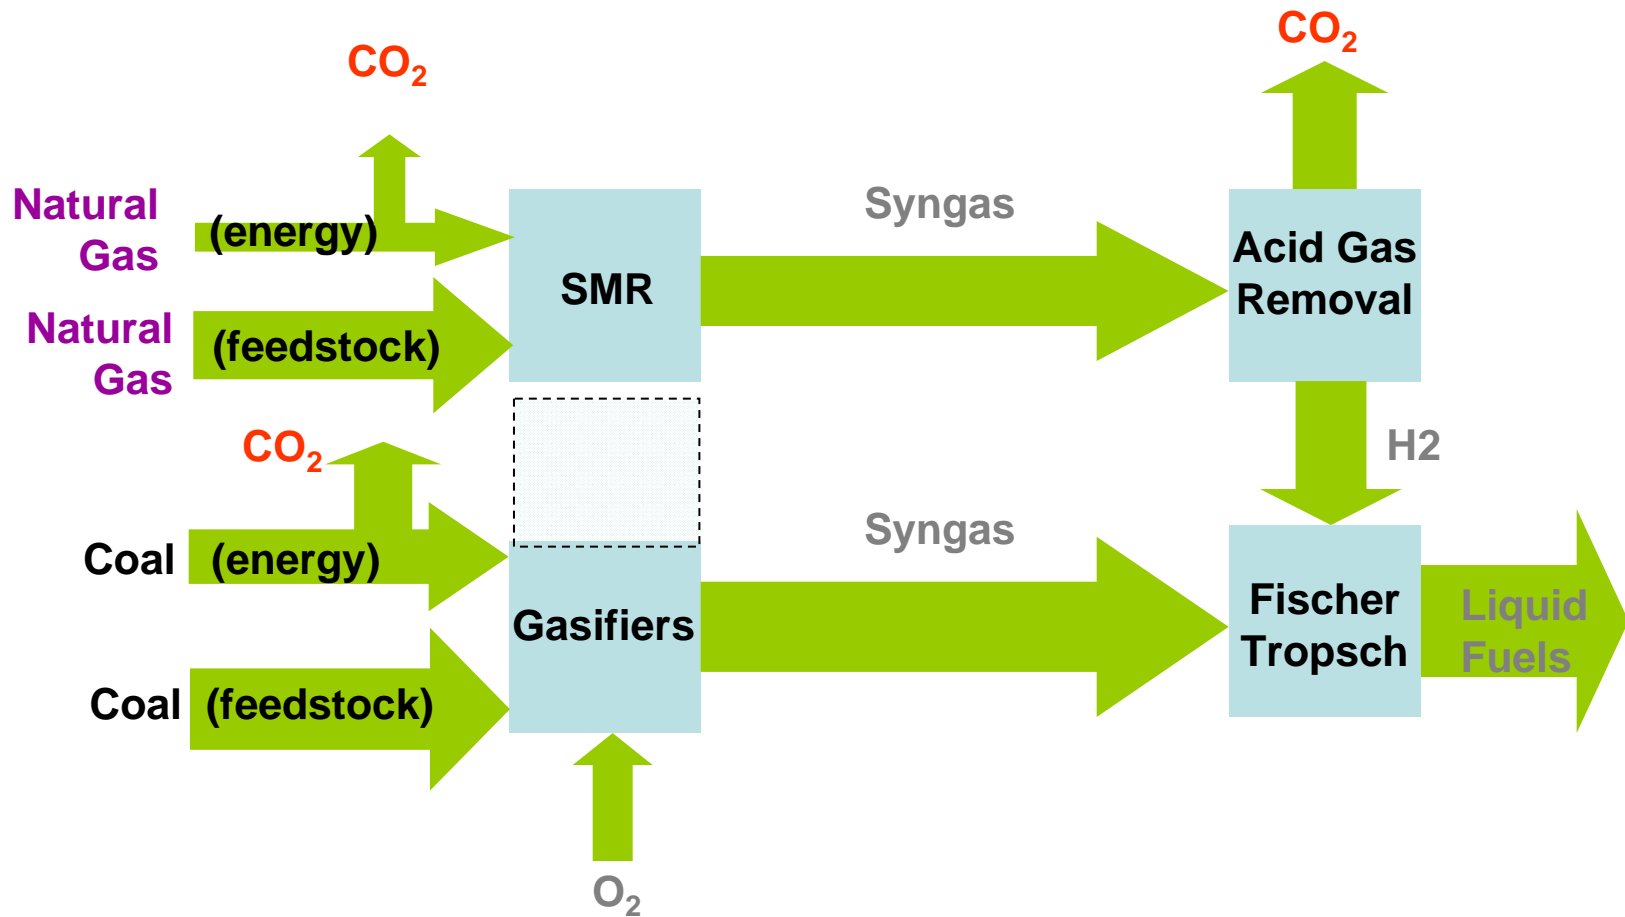 CO₂
CO₂
Natural
Gas
(energy)
Syngas
SMR
Acid Gas
Removal
Natural
Gas
(feedstock)
CO₂
H2
Coal
(energy)
Syngas
Gasifiers
Fischer
Tropsch
Liquid
Fuels
Coal
(feedstock)
O₂